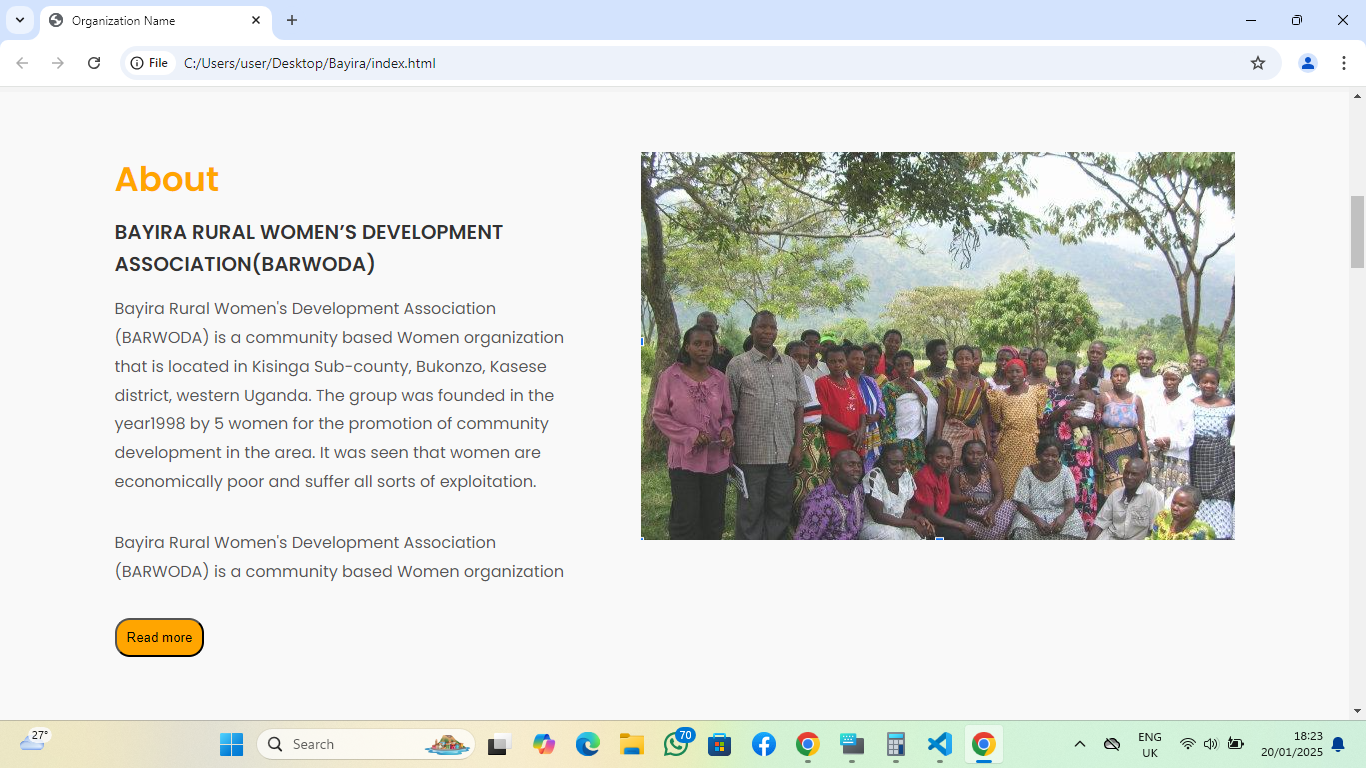 Organization Name
File
C:/Users/user/Desktop/Bayira/index.html
About
BAYIRA RURAL WOMEN’S DEVELOPMENT
ASSOCIATION(BARWODA)
Bayira Rural Women's Development Association
(BARWODA) is a community based Women organization
that is located in Kisinga Sub-county, Bukonzo, Kasese
district, western Uganda. The group was founded in the
year1998 by 5 women for the promotion of community
development in the area. It was seen that women are
economically poor and suffer all sorts of exploitation.
Bayira Rural Women's Development Association
(BARWODA) is a community based Women organization
Read more
27°
Search
70
ENG
UK
18:23
20/01/2025